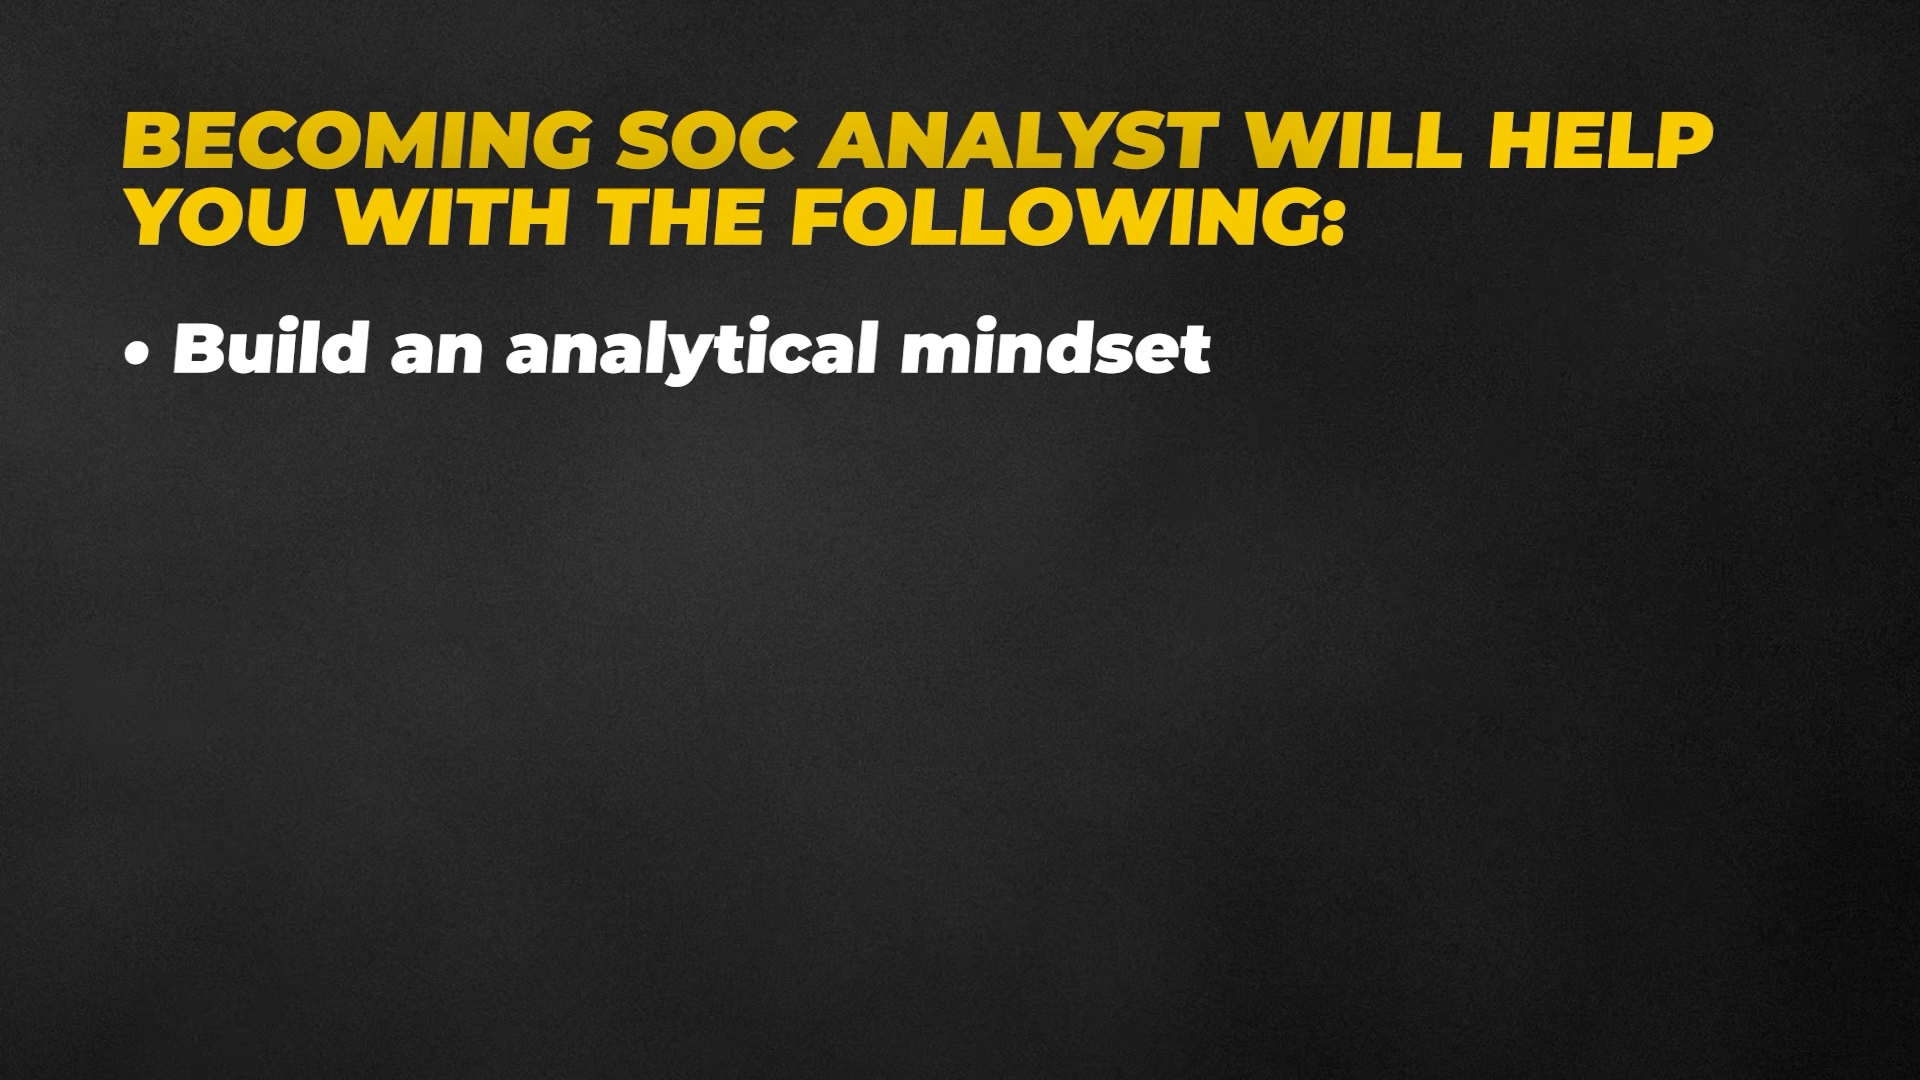 BECOMING SOC ANALYST WILL HELP
YOU WITH THE FOLLOWING:
• Build an analytical mindset